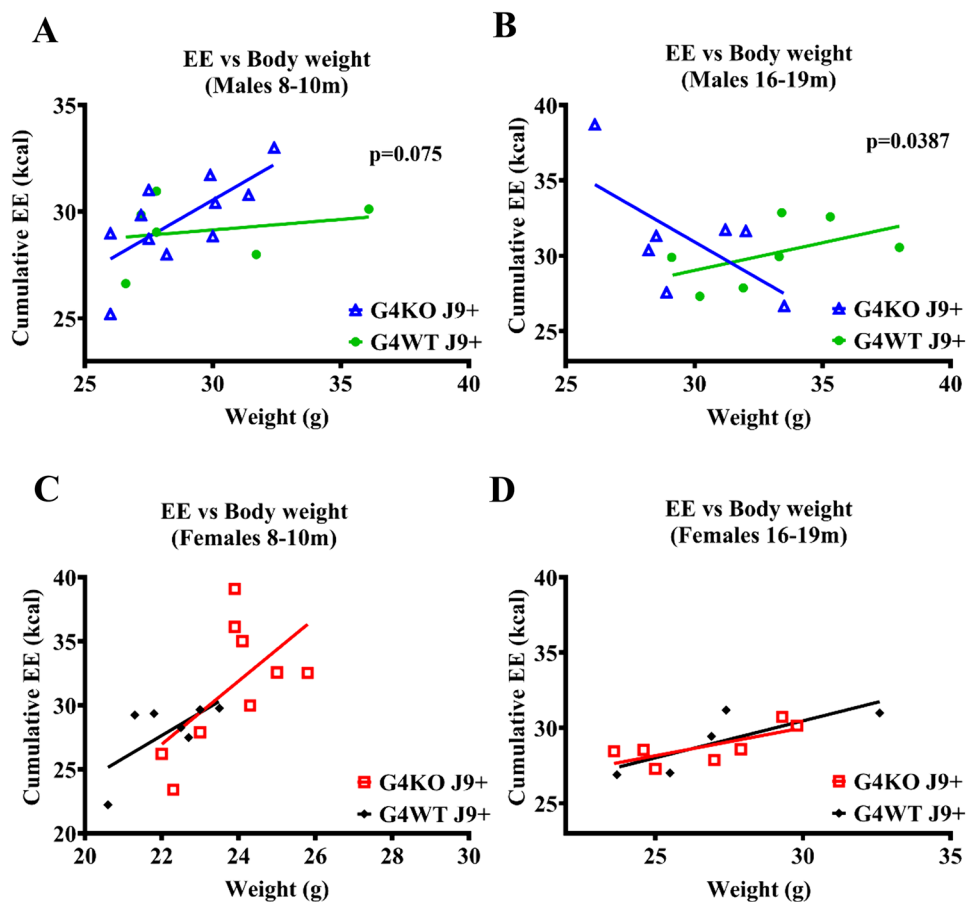 A
EE vs Body weight
(Males 8-10m)
Cumulative EE (kcal)
35
30
25
p=0.075
G4KO J9+
G4WT J9+
25
30
35
40
Weight (g)
B
EE vs Body weight
(Males 16-19m)
Cumulative EE (kcal)
40
35
30
25
p=0.0387
G4KO J9+
G4WT J9+
25
30
35
40
Weight (g)
C
EE vs Body weight
(Females 8-10m)
Cumulative EE (kcal)
40
35
30
25
20
G4KO J9+
G4WT J9+
20
22
24
26
28
30
Weight (g)
D
EE vs Body weight
(Females 16-19m)
Cumulative EE (kcal)
40
35
30
25
G4KO J9+
G4WT J9+
25
30
35
Weight (g)